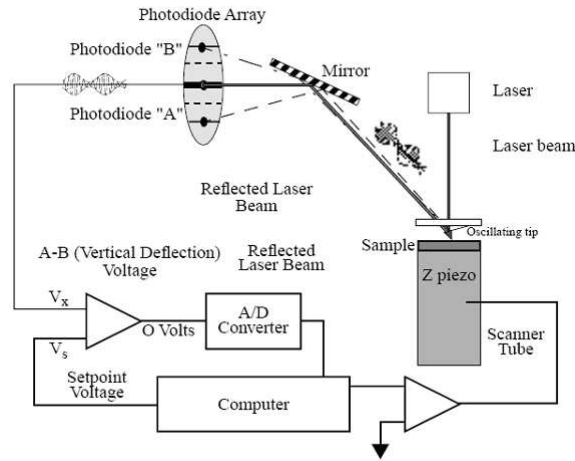 Photodiode Array
Photodiode "B"
Mirror
Laser
Photodiode "A"
Laser beam
Reflected Laser
Beam
Oscillating tip
Sample
A-B (Vertical Deflection)
Voltage
Reflected
Laser Beam
Z piezo
Vx
A/D
Converter
O Volts
Scanner
Tube
Vs
Setpoint
Voltage
Computer